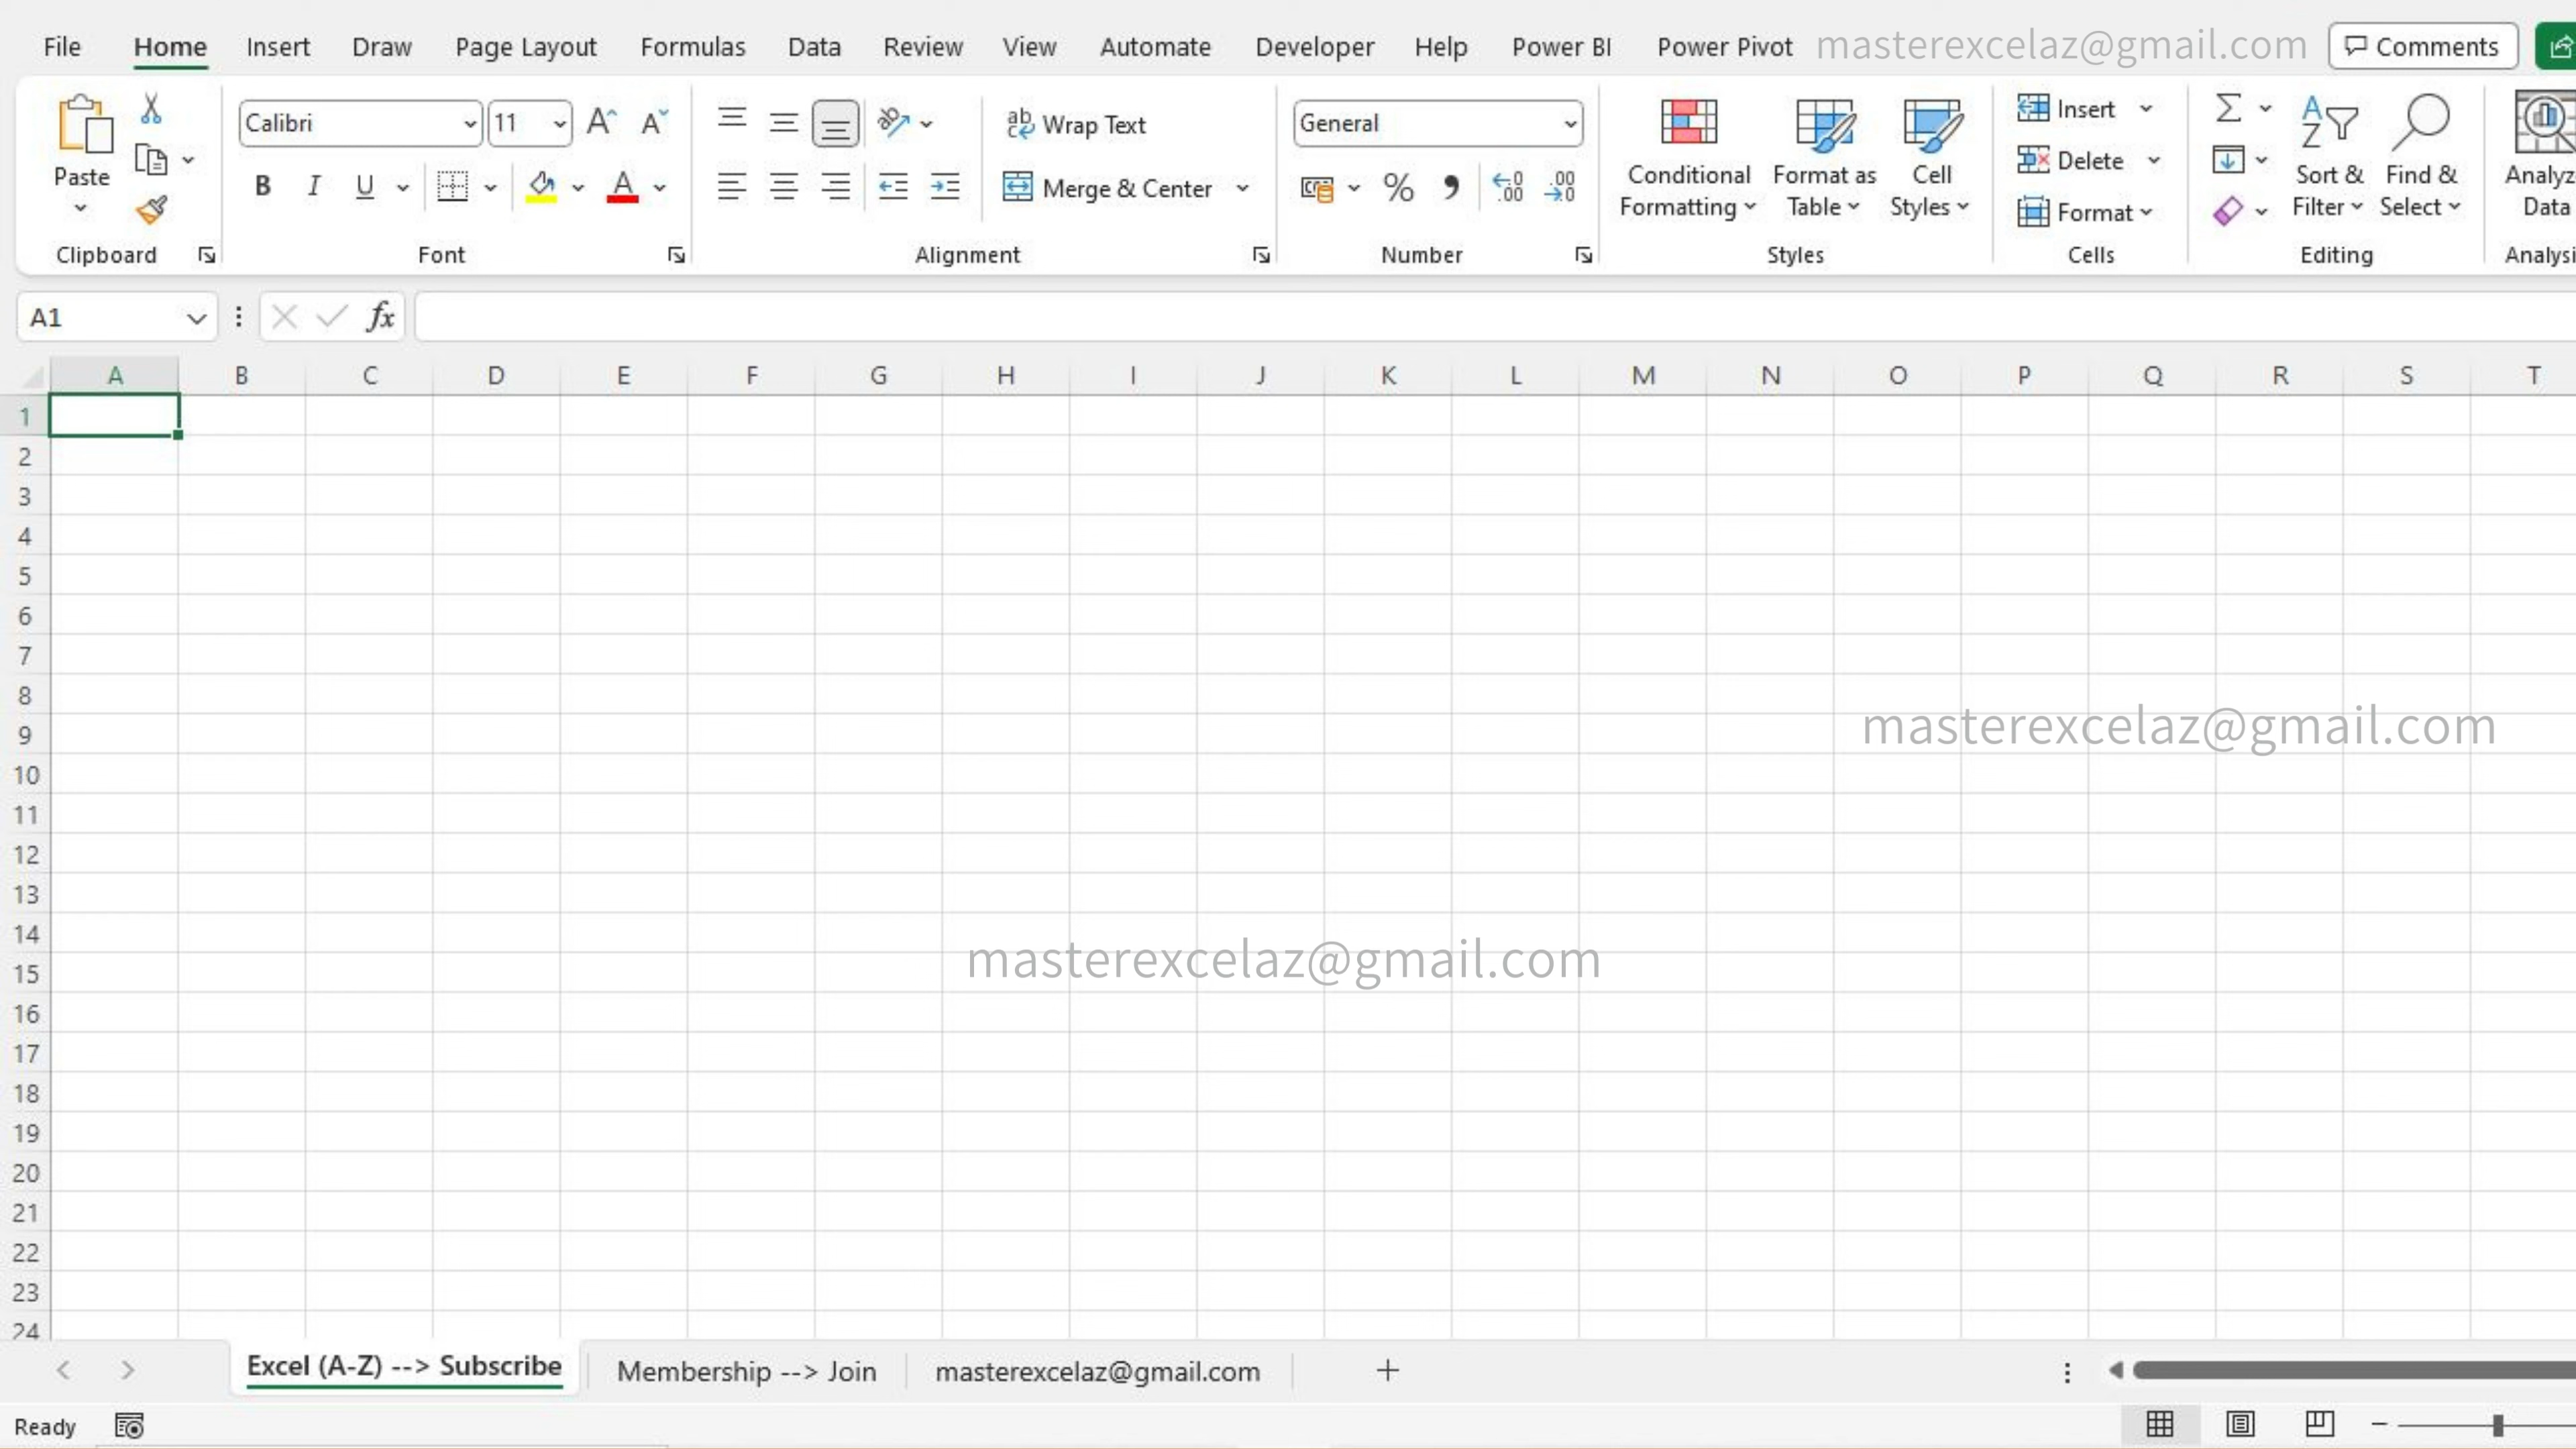 File Home Insert Draw Page Layout Formulas Data Review View Automate Developer Help Power BI Power Pivot masterexcelaz@gmail.com Comments
Calibri 11 Wrap Text General Insert
Paste Conditional Format as Cell Delete Sort & Find & Analyz
B I U Merge & Center % Formatting Table Styles Format Filter Select Data
Clipboard Font Alignment Number Styles Cells Editing Analysi
A1 fx
A B C D E F G H I J K L M N O P Q R S T
1
2
3
4
5
6
7
8
9 masterexcelaz@gmail.com
10
11
12
13
14
15 masterexcelaz@gmail.com
16
17
18
19
20
21
22
23
24
Excel (A-Z) --> Subscribe Membership --> Join masterexcelaz@gmail.com +
Ready